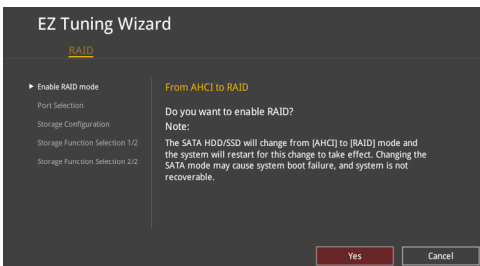 EZ Tuning Wizard
RAID
Enable RAID mode
Port Selection
Storage Configuration
Storage Function Selection 1/2
Storage Function Selection 2/2
From AHCI to RAID
Do you want to enable RAID?
Note:
The SATA HDD/SSD will change from [AHCI] to [RAID] mode and
the system will restart for this change to take effect. Changing the
SATA mode may cause system boot failure, and system is not
recoverable.
Yes
Cancel